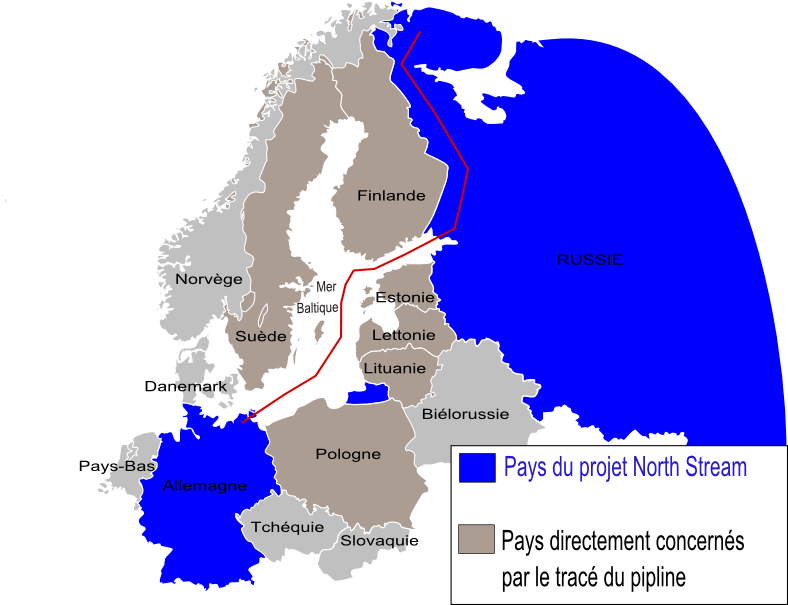 Finlande
RUSSIE
Norvège
Mer
Baltique
Estonie
Suède
Lettonie
Lituanie
Danemark
Biélorussie
Pologne
Pays-Bas
Allemagne
Tchéquie
Slovaquie
Pays du projet North Stream
Pays directement concernés
par le tracé du pipline